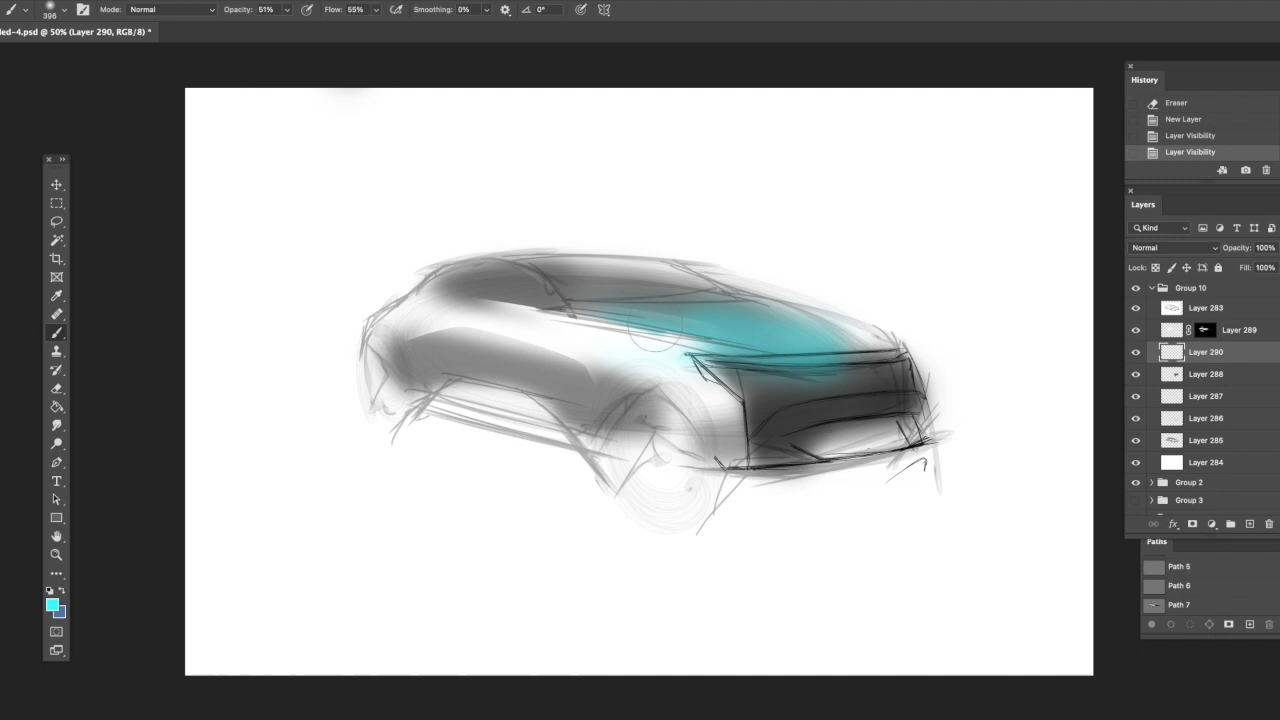 396
Mode: Normal Opacity: 51% Flow: 55% Smoothing: 0% 0°
led-4.psd @ 50% (Layer 290, RGB/8) *
History
Eraser
New Layer
Layer Visibility
Layer Visibility
Layers
Kind
Normal Opacity: 100%
Lock: Fill: 100%
Group 10
Layer 283
Layer 289
Layer 290
Layer 288
Layer 287
Layer 286
Layer 285
Layer 284
Group 2
Group 3
fx
Paths
Path 5
Path 6
Path 7